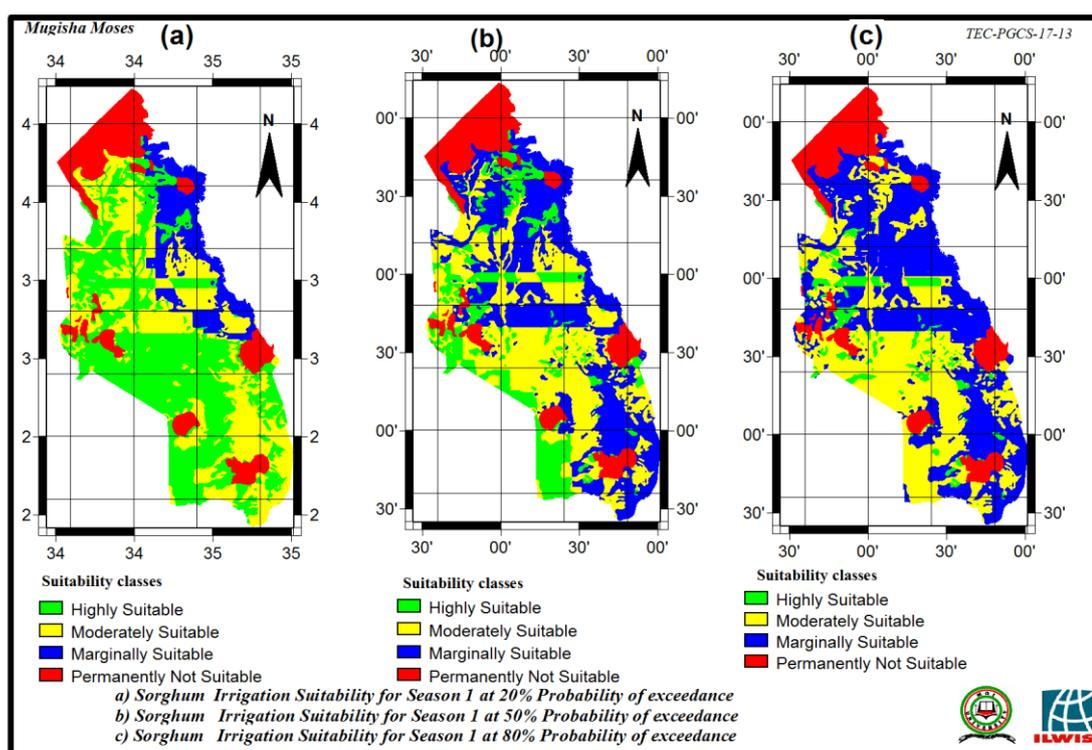 Mugisha Moses
TEC-PGCS-17-13
(a)
34 34 35 35
4 4
4 4
3 3
3 3
2 2
2 2
34 34 35 35
N
(b)
30' 00' 30' 00'
00' 00'
30' 30'
00' 00'
30' 30'
00' 00'
30' 30'
30' 00' 30' 00'
N
(c)
30' 00' 30' 00'
00' 00'
30' 30'
00' 00'
30' 30'
00' 00'
30' 30'
30' 00' 30' 00'
N
Suitability classes
Highly Suitable
Moderately Suitable
Marginally Suitable
Permanently Not Suitable
Suitability classes
Highly Suitable
Moderately Suitable
Marginally Suitable
Permanently Not Suitable
Suitability classes
Highly Suitable
Moderately Suitable
Marginally Suitable
Permanently Not Suitable
a) Sorghum Irrigation Suitability for Season 1 at 20% Probability of exceedance
b) Sorghum Irrigation Suitability for Season 1 at 50% Probability of exceedance
c) Sorghum Irrigation Suitability for Season 1 at 80% Probability of exceedance
MOI
UNIVERSITY
ILWIS